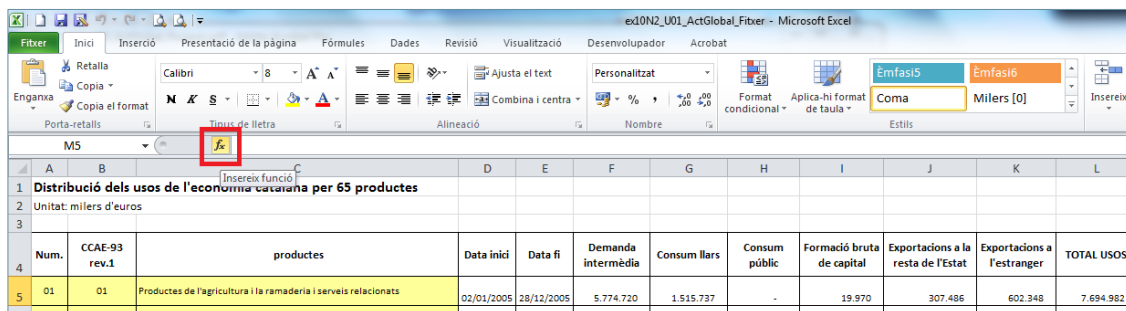 ex10N2_U01_ActGlobal_Fitxer - Microsoft Excel
Fitxer Inici Inserció Presentació de la pàgina Fórmules Dades Revisió Visualització Desenvolupador Acrobat
Enganxa
Retalla
Copia
Copia el format
Porta-retalls
Calibri 8
N K S
Tipus de lletra
Ajusta el text
Combina i centra
Alineació
Personalitzat
% , ,00 ,00
Nombre
Format condicional
Aplica-hi format de taula
Èmfasi5 Èmfasi6
Coma Milers [0]
Estils
Insereix
M5 fx
Insereix funció
A B C D E F G H I J K L
1 Distribució dels usos de l'economia catalana per 65 productes
2 Unitat: milers d'euros
3
4 Num. CCAE-93 rev.1 productes Data inici Data fi Demanda intermèdia Consum llars Consum públic Formació bruta de capital Exportacions a la resta de l'Estat Exportacions a l'estranger TOTAL USOS
5 01 01 Productes de l'agricultura i la ramaderia i serveis relacionats 02/01/2005 28/12/2005 5.774.720 1.515.737 - 19.970 307.486 602.348 7.694.982